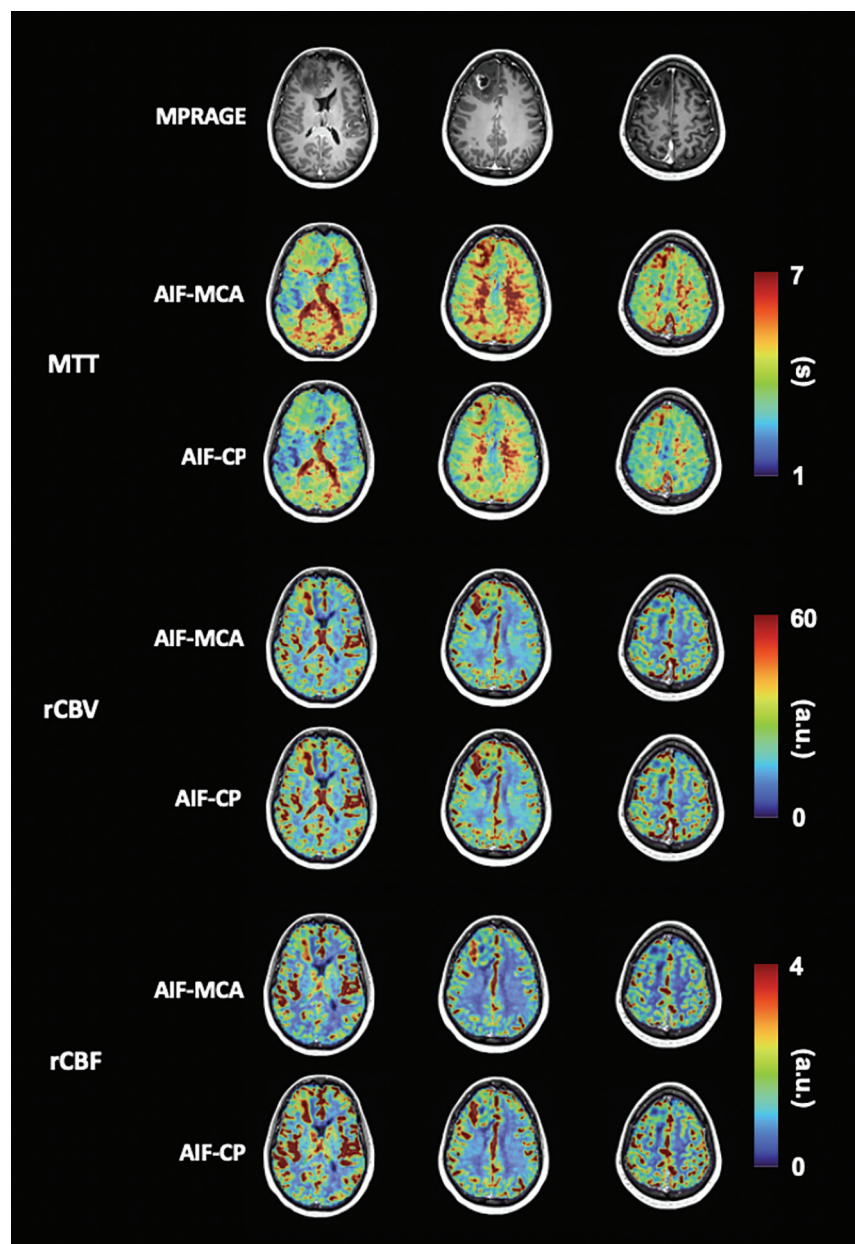 MPRAGE
AIF-MCA
7
MTT
(s)
AIF-CP
1
AIF-MCA
60
rCBV
(a.u.)
AIF-CP
0
AIF-MCA
4
rCBF
(a.u.)
AIF-CP
0